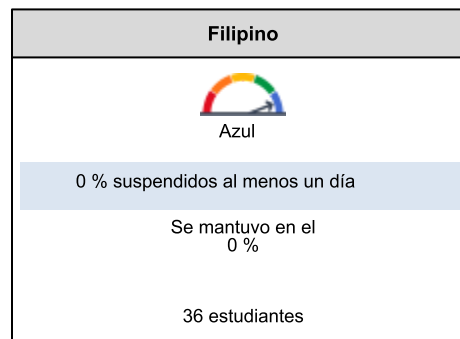 Filipino
Azul
0 % suspendidos al menos un día
Se mantuvo en el
0 %
36 estudiantes